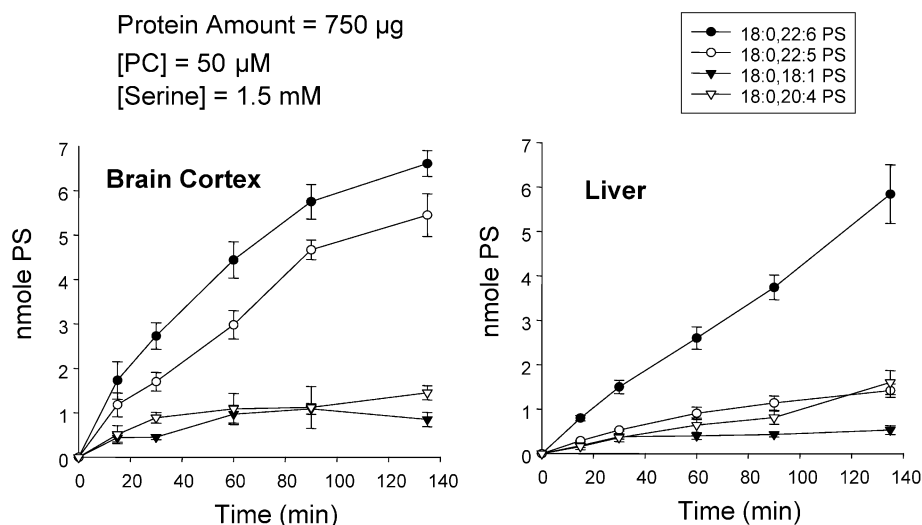 Protein Amount = 750 µg
[PC] = 50 µM
[Serine] = 1.5 mM
18:0,22:6 PS
18:0,22:5 PS
18:0,18:1 PS
18:0,20:4 PS
Brain Cortex
nmole PS
7
6
5
4
3
2
1
0
0 20 40 60 80 100 120 140
Time (min)
Liver
nmole PS
7
6
5
4
3
2
1
0
0 20 40 60 80 100 120 140
Time (min)